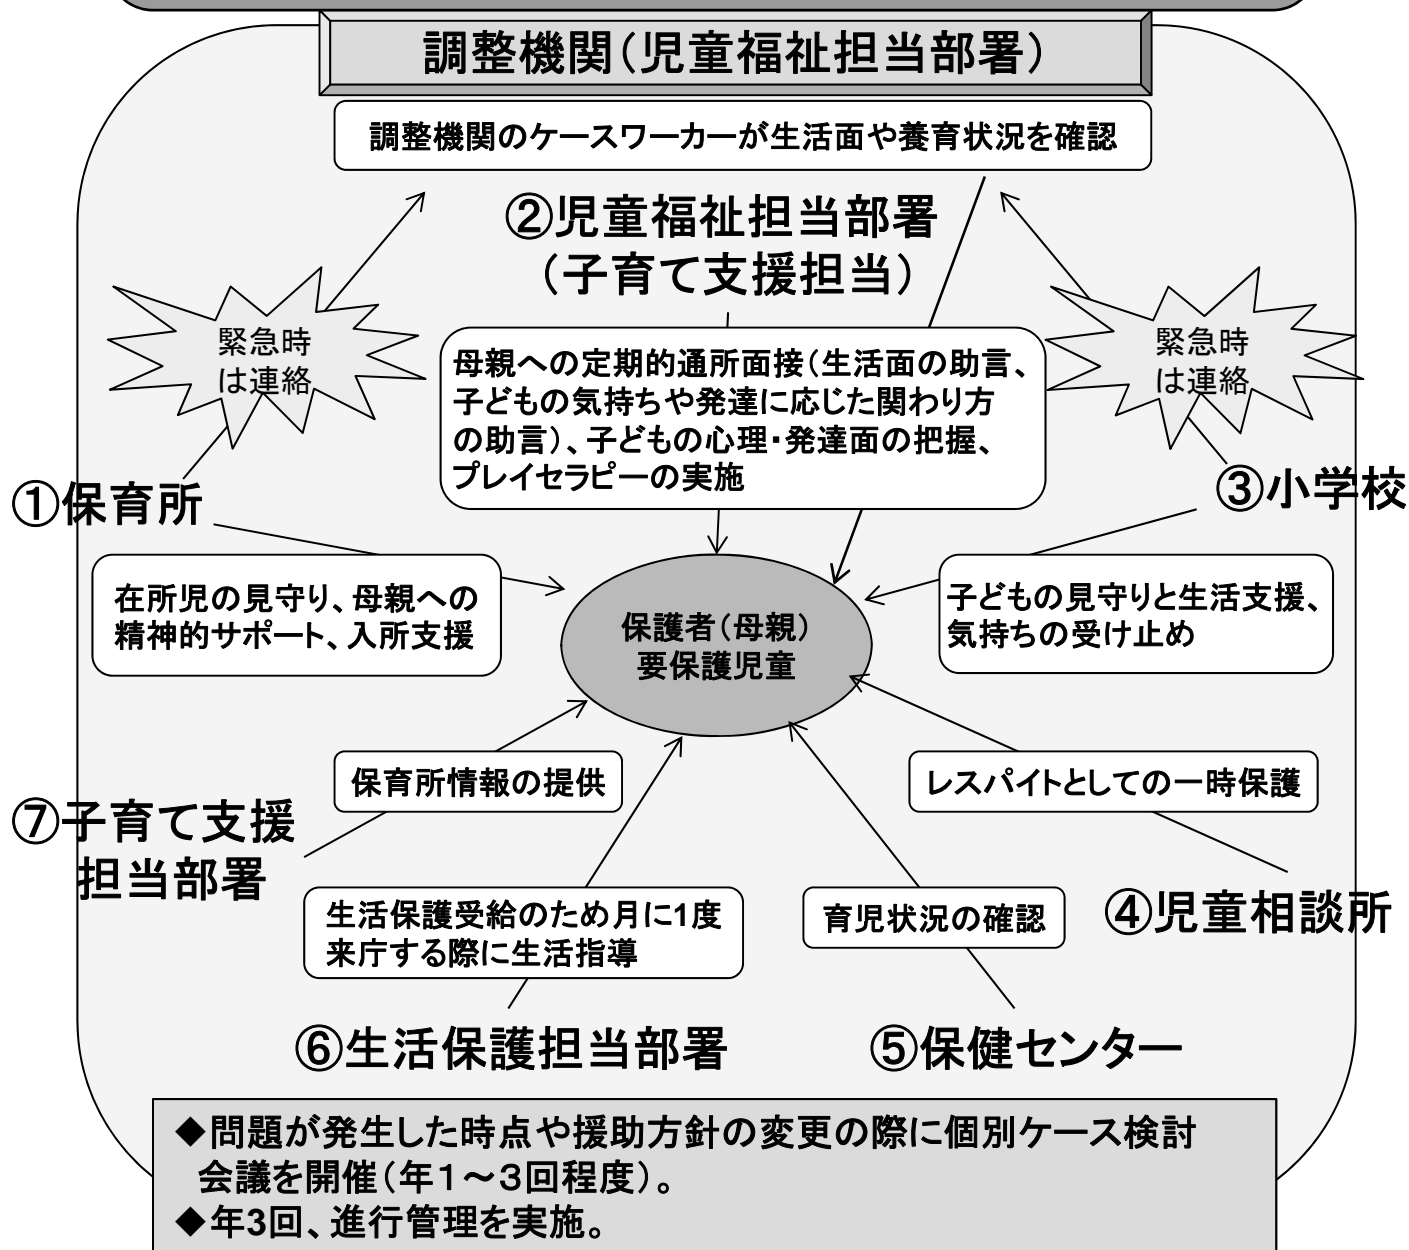 調整機関（児童福祉担当部署）
調整機関のケースワーカーが生活面や養育状況を確認
②児童福祉担当部署
（子育て支援担当）
緊急時
は連絡
緊急時
は連絡
母親への定期的通所面接（生活面の助言、
子どもの気持ちや発達に応じた関わり方
の助言）、子どもの心理・発達面の把握、
プレイセラピーの実施
①保育所
③小学校
在所児の見守り、母親への
精神的サポート、入所支援
保護者（母親）
要保護児童
子どもの見守りと生活支援、
気持ちの受け止め
保育所情報の提供
レスパイトとしての一時保護
⑦子育て支援
担当部署
生活保護受給のため月に1度
来庁する際に生活指導
育児状況の確認
④児童相談所
⑥生活保護担当部署
⑤保健センター
◆問題が発生した時点や援助方針の変更の際に個別ケース検討
会議を開催（年１～３回程度）。
◆年3回、進行管理を実施。